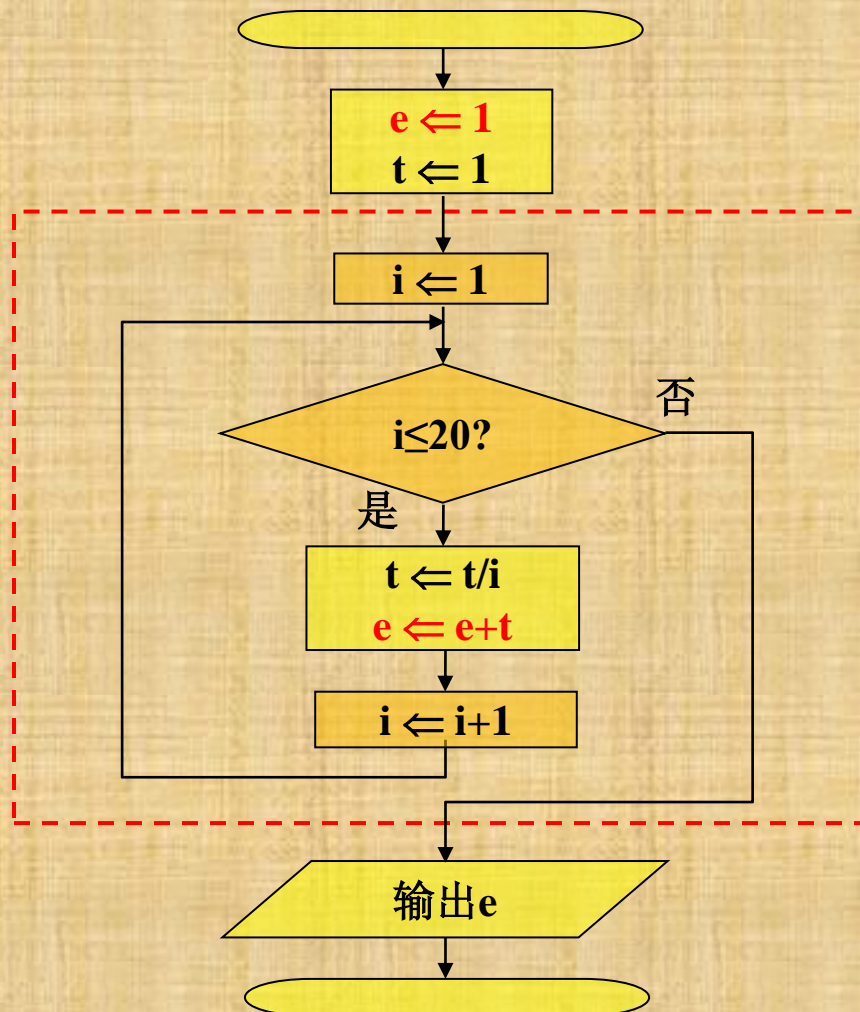 e ⇐ 1
t ⇐ 1
i ⇐ 1
i≤20?
否
是
t ⇐ t/i
e ⇐ e+t
i ⇐ i+1
输出e